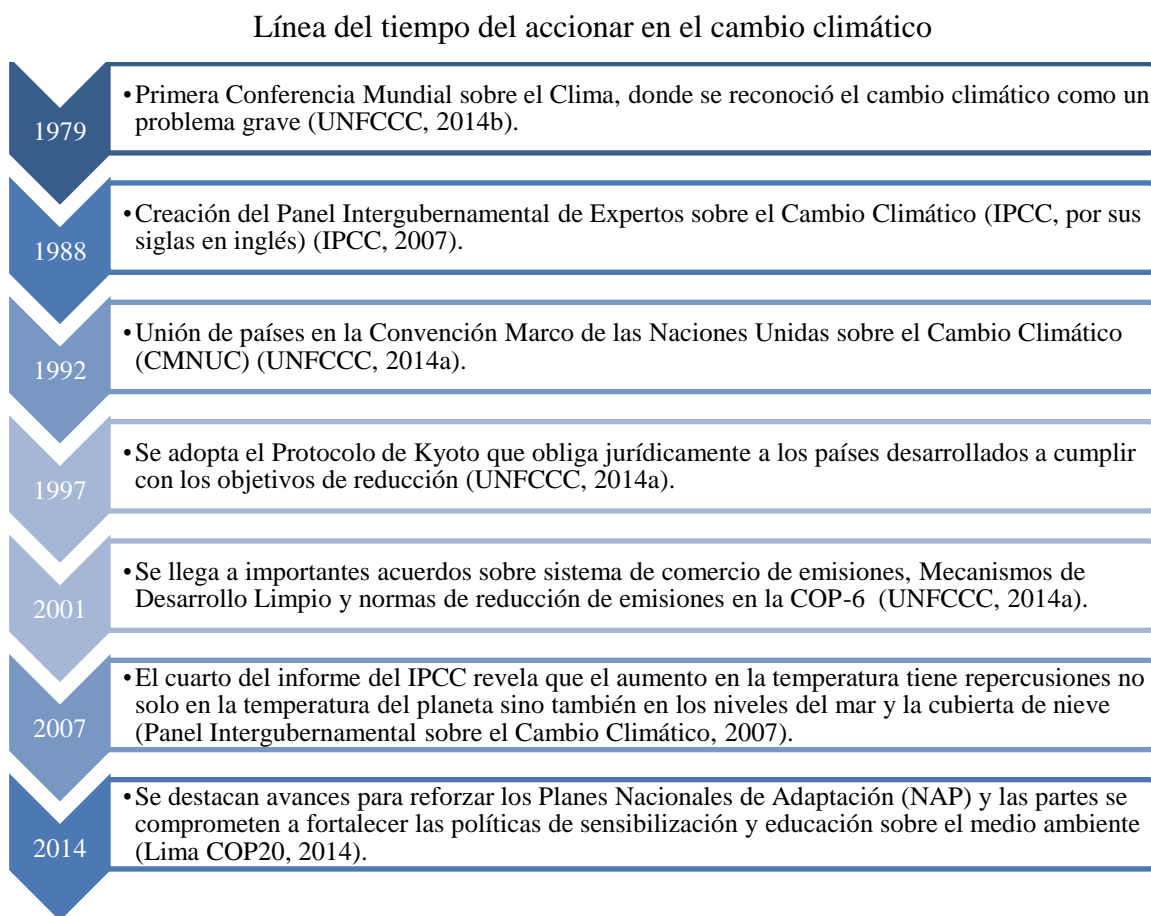 Línea del tiempo del accionar en el cambio climático
1979
•Primera Conferencia Mundial sobre el Clima, donde se reconoció el cambio climático como un
problema grave (UNFCCC, 2014b).
1988
•Creación del Panel Intergubernamental de Expertos sobre el Cambio Climático (IPCC, por sus
siglas en inglés) (IPCC, 2007).
1992
•Unión de países en la Convención Marco de las Naciones Unidas sobre el Cambio Climático
(CMNUC) (UNFCCC, 2014a).
1997
•Se adopta el Protocolo de Kyoto que obliga jurídicamente a los países desarrollados a cumplir
con los objetivos de reducción (UNFCCC, 2014a).
2001
•Se llega a importantes acuerdos sobre sistema de comercio de emisiones, Mecanismos de
Desarrollo Limpio y normas de reducción de emisiones en la COP-6 (UNFCCC, 2014a).
2007
•El cuarto del informe del IPCC revela que el aumento en la temperatura tiene repercusiones no
solo en la temperatura del planeta sino también en los niveles del mar y la cubierta de nieve
(Panel Intergubernamental sobre el Cambio Climático, 2007).
2014
•Se destacan avances para reforzar los Planes Nacionales de Adaptación (NAP) y las partes se
comprometen a fortalecer las políticas de sensibilización y educación sobre el medio ambiente
(Lima COP20, 2014).